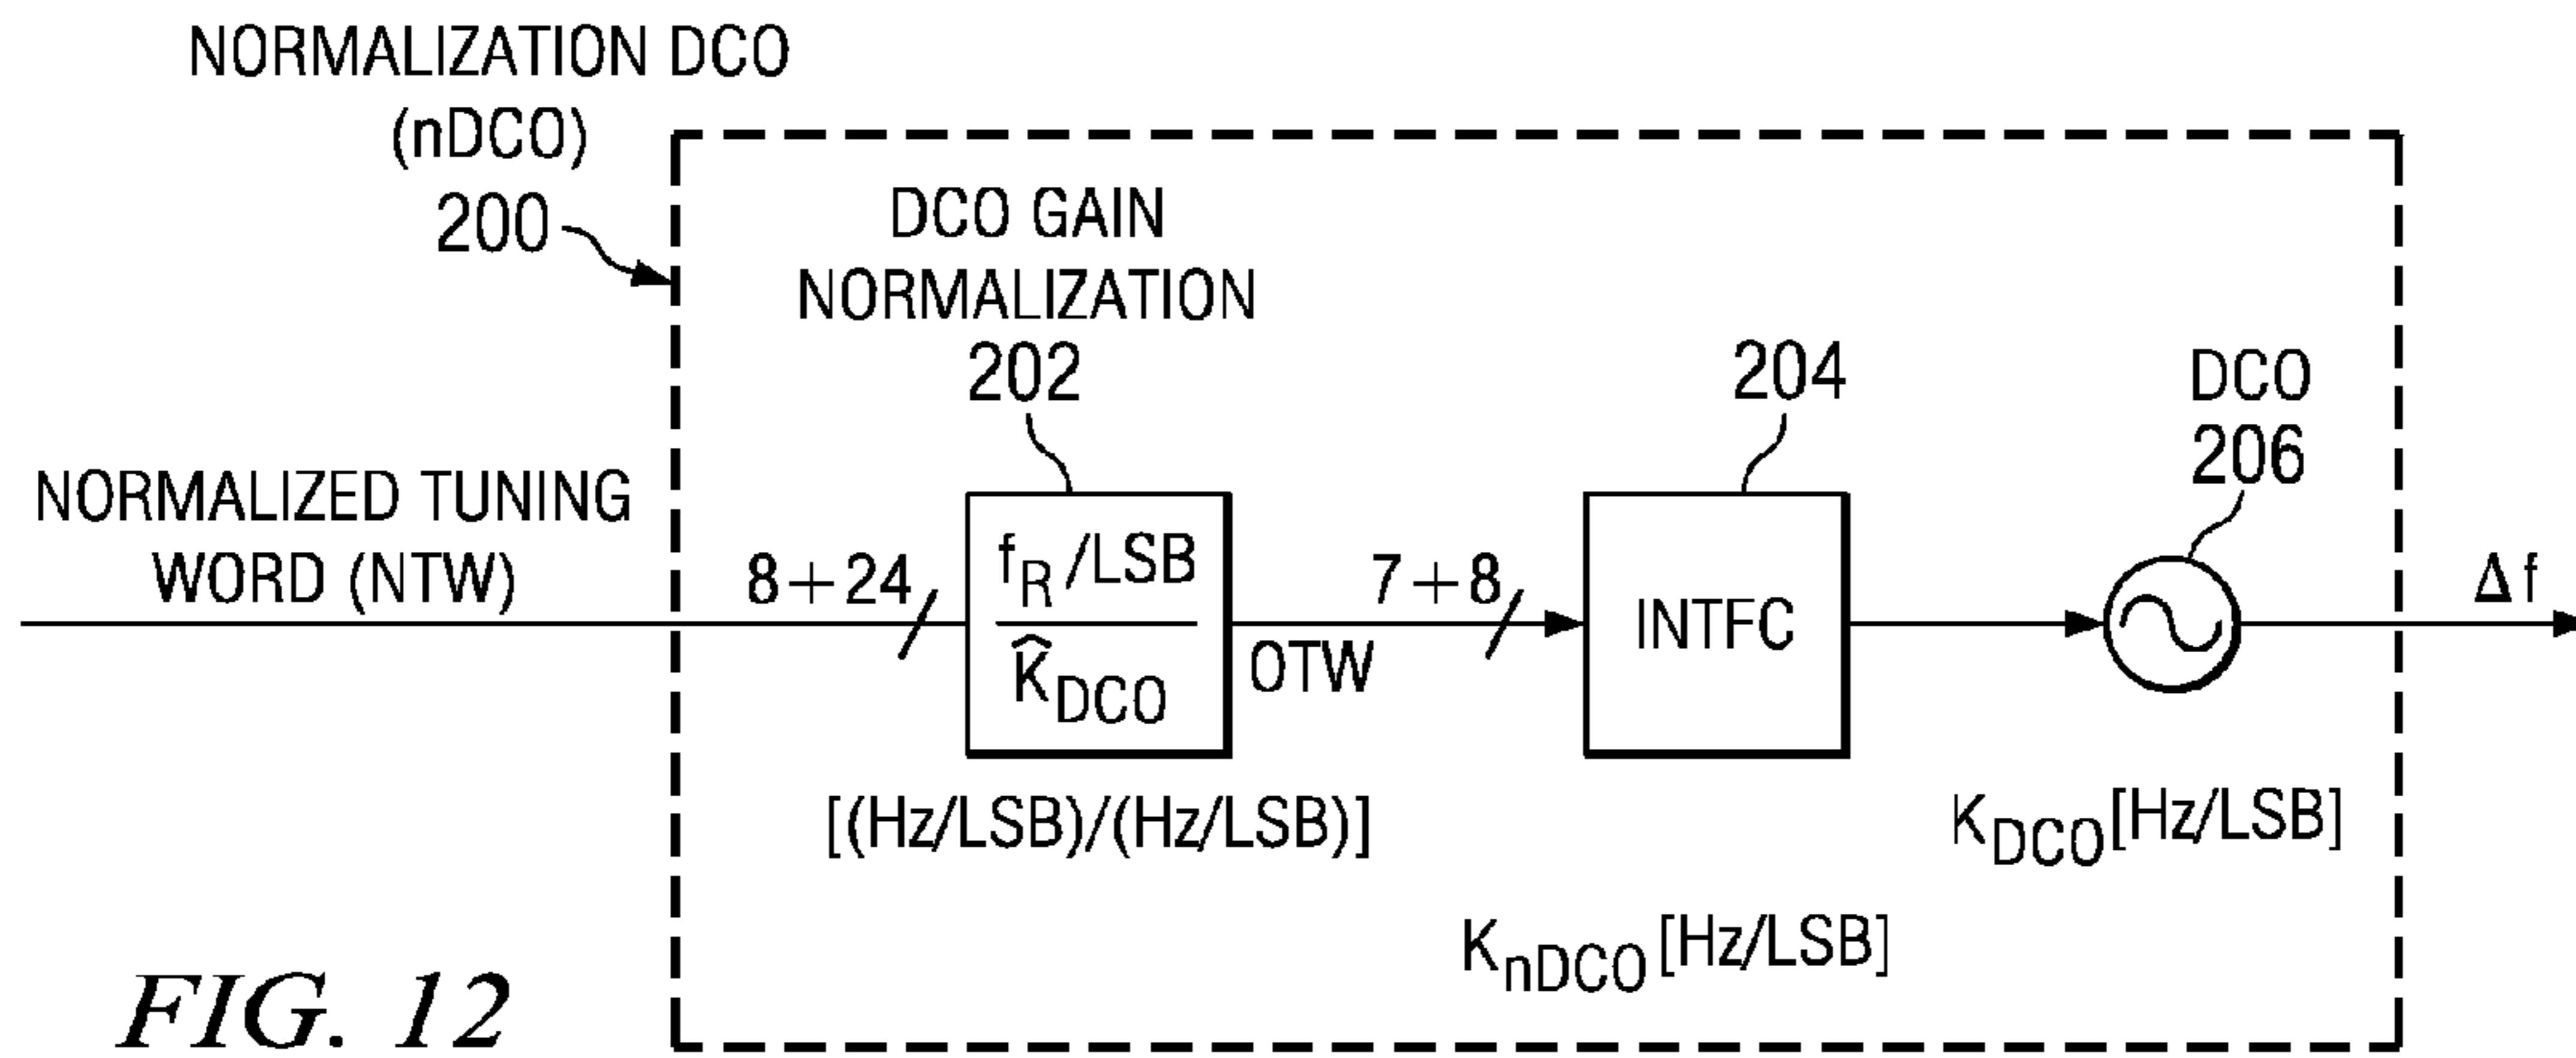 NORMALIZATION DCO
(nDCO)
200
DCO GAIN
NORMALIZATION
202
204
DCO
206
NORMALIZED TUNING
WORD (NTW)
8+24
f_R/LSB
K̂_DCO
OTW
7+8
INTFC
Δf
[(Hz/LSB)/(Hz/LSB)]
K_DCO[Hz/LSB]
K_nDCO[Hz/LSB]
FIG. 12